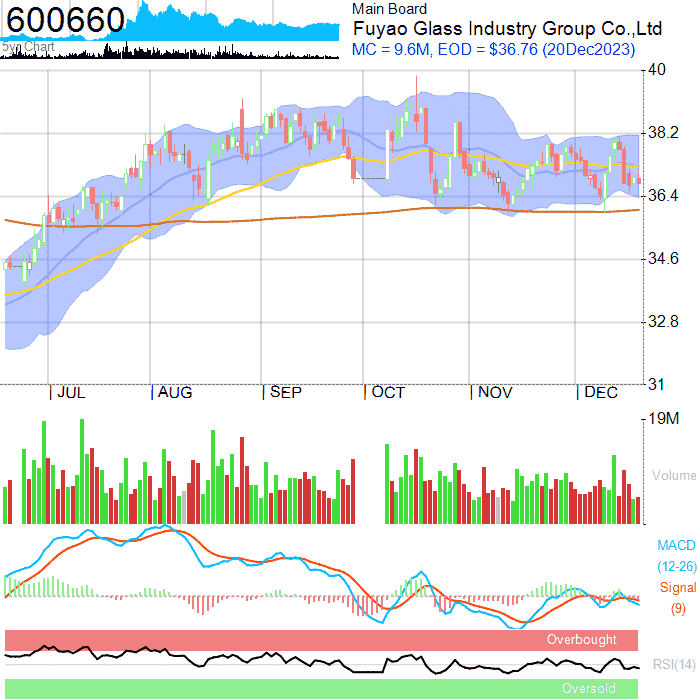 600660
Main Board
Fuyao Glass Industry Group Co.,Ltd
5yr Chart
MC = 9.6M, EOD = $36.76 (20Dec2023)
40
38.2
36.4
34.6
32.8
31
JUL AUG SEP OCT NOV DEC
19M
Volume
MACD
(12-26)
Signal
(9)
Overbought
RSI(14)
Oversold